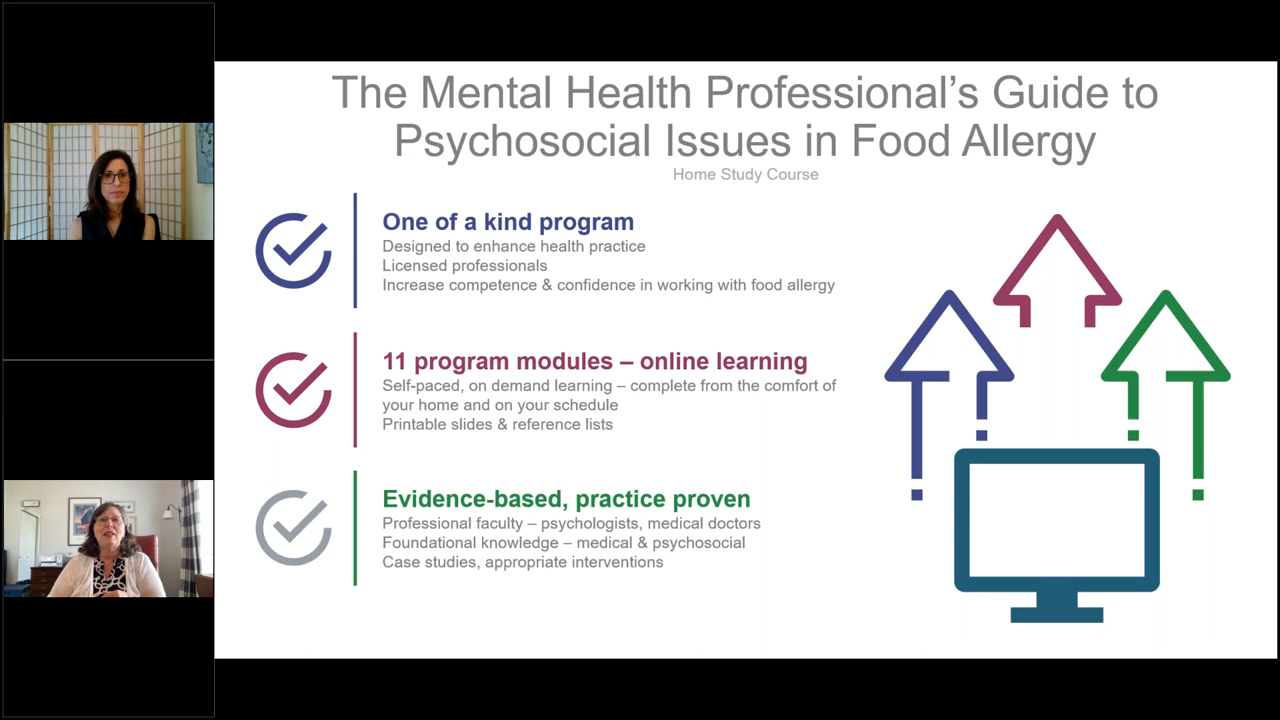 The Mental Health Professional’s Guide to
Psychosocial Issues in Food Allergy
Home Study Course
One of a kind program
Designed to enhance health practice
Licensed professionals
Increase competence & confidence in working with food allergy
11 program modules – online learning
Self-paced, on demand learning – complete from the comfort of
your home and on your schedule
Printable slides & reference lists
Evidence-based, practice proven
Professional faculty – psychologists, medical doctors
Foundational knowledge – medical & psychosocial
Case studies, appropriate interventions